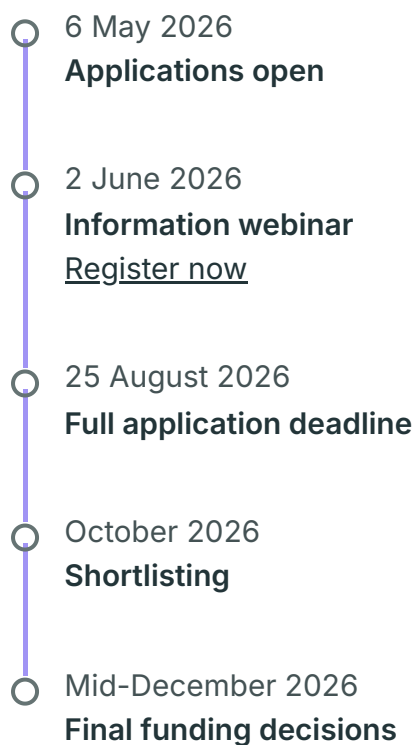 6 May 2026
Applications open
2 June 2026
Information webinar
Register now
25 August 2026
Full application deadline
October 2026
Shortlisting
Mid-December 2026
Final funding decisions